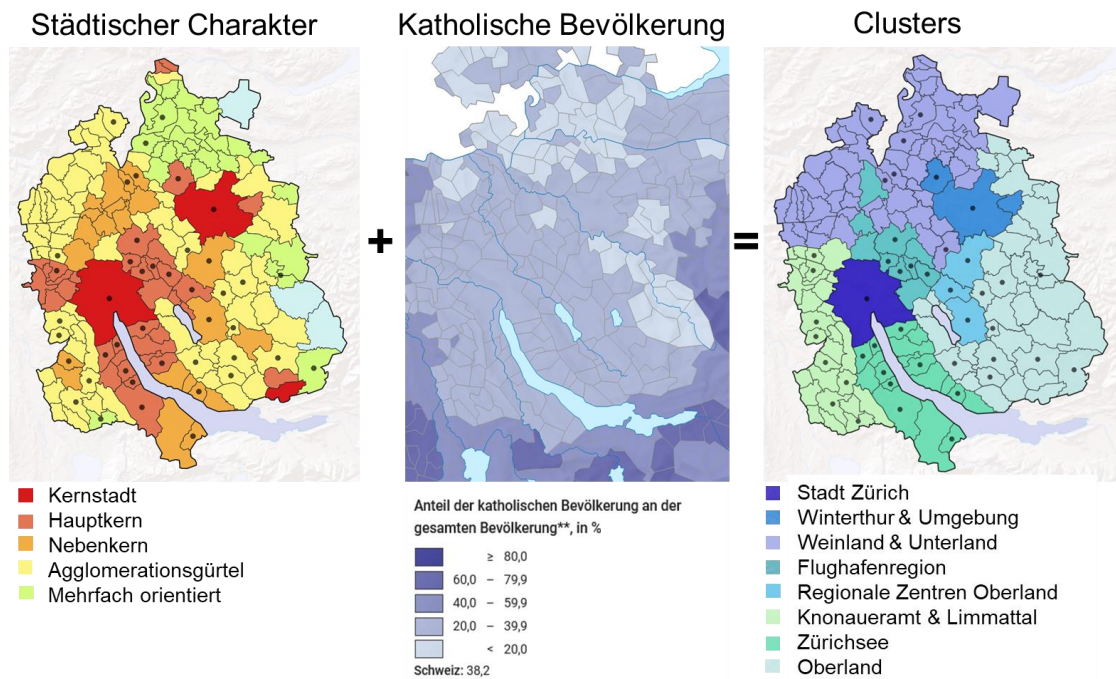 Städtischer Charakter
Katholische Bevölkerung
Clusters
+
=
Kernstadt
Hauptkern
Nebenkern
Agglomerationsgürtel
Mehrfach orientiert
Anteil der katholischen Bevölkerung an der
gesamten Bevölkerung**, in %
≥ 80,0
60,0 – 79,9
40,0 – 59,9
20,0 – 39,9
< 20,0
Schweiz: 38,2
Stadt Zürich
Winterthur & Umgebung
Weinland & Unterland
Flughafenregion
Regionale Zentren Oberland
Knonaueramt & Limmattal
Zürichsee
Oberland